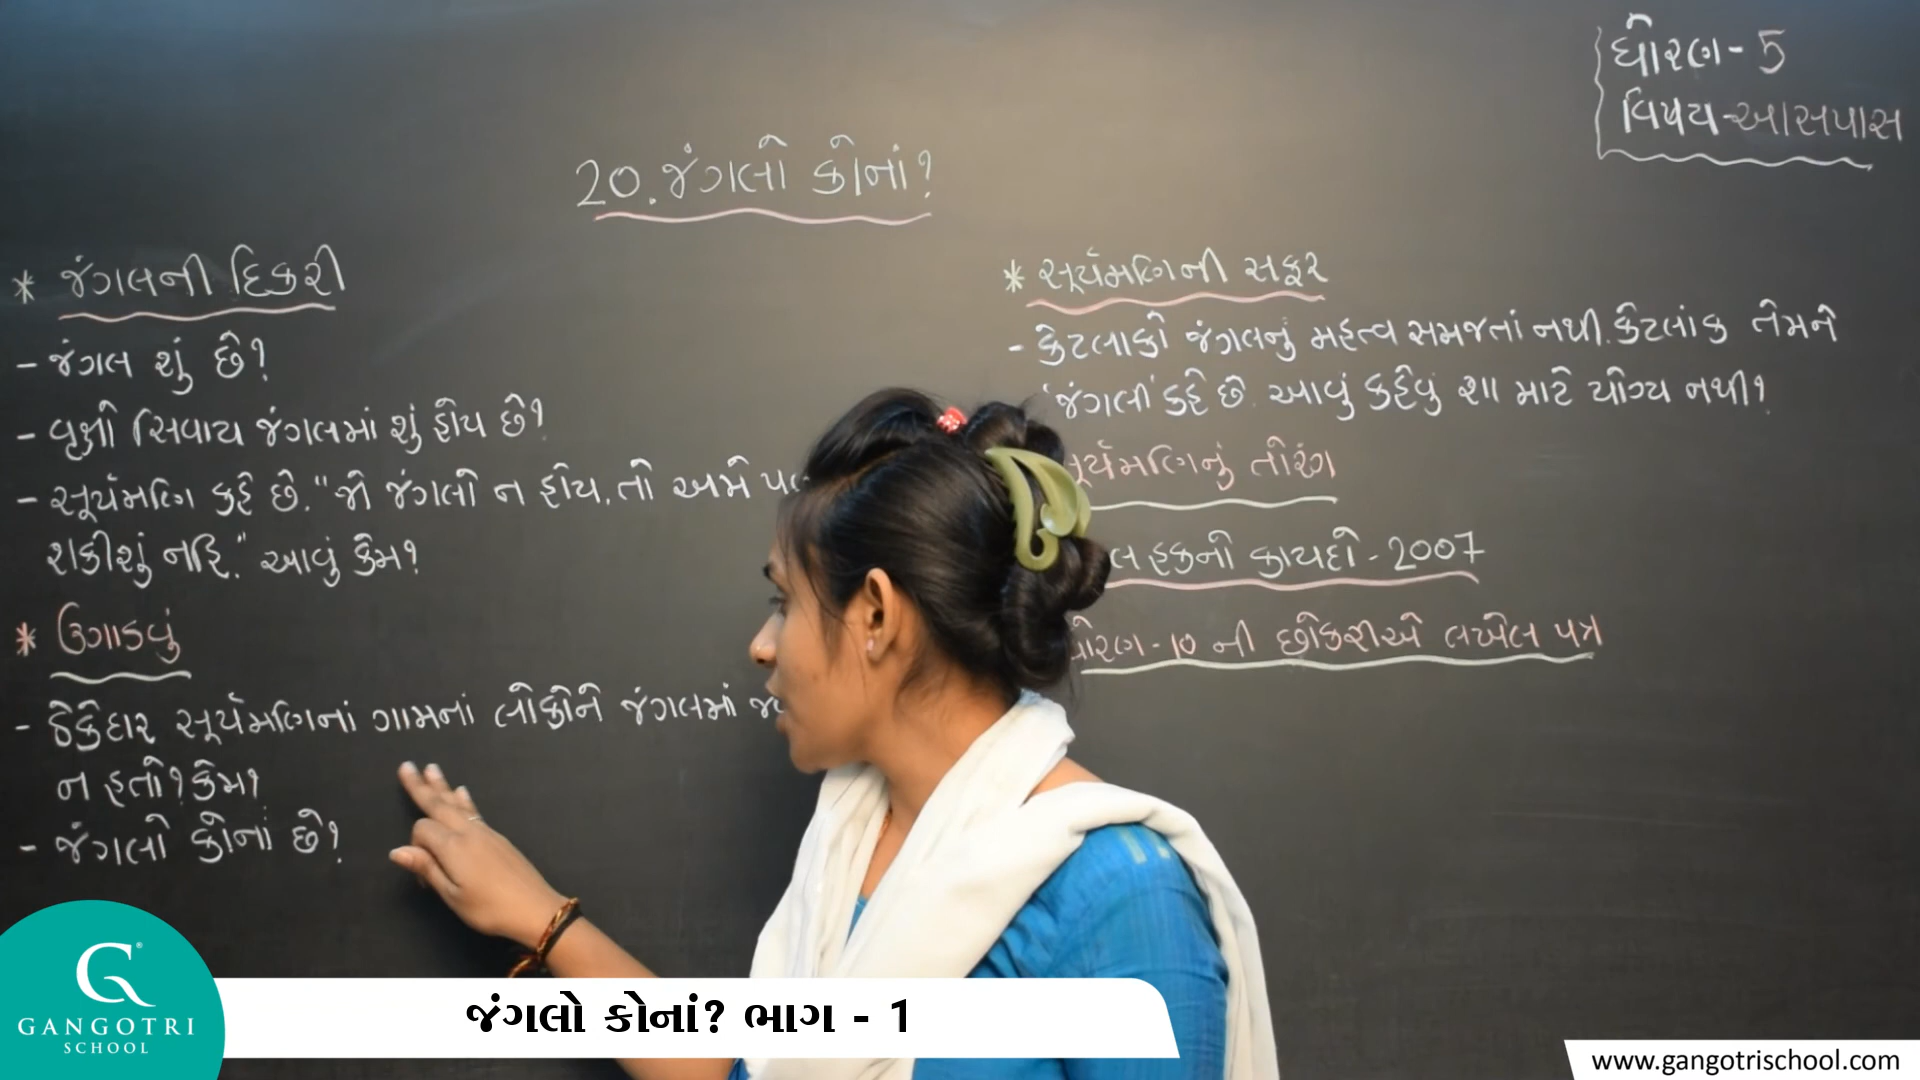 ધોરણ - 5
વિષય - આસપાસ
20. જંગલો કોનાં?
* જંગલની દિકરી
- જંગલ શું છે?
- વૃક્ષો સિવાય જંગલમાં શું હોય છે?
- સૂર્યમણિ કહે છે. "જો જંગલો ન હોય, તો અમે
શકીશું નહિ." આવું કેમ?
* ઉગાડવું
- ઠેકેદાર સૂર્યમણિનાં ગામનાં લોકોને જંગલમાં
ન હતો? કેમ?
- જંગલો કોનાં છે?
* સૂર્યમણિની સફર
- કેટલાકો જંગલનું મહત્વ સમજતાં નથી. કેટલાંક તેમને
'જંગલી' કહે છે. આવું કહેવું શા માટે યોગ્ય નથી?
સૂર્યમણિનું તોરંગ
હકનો કાયદો - 2007
ધોરણ - 10 ની છોકરીએ લખેલ પત્ર
GANGOTRI
SCHOOL
જંગલો કોનાં? ભાગ - 1
www.gangotrischool.com